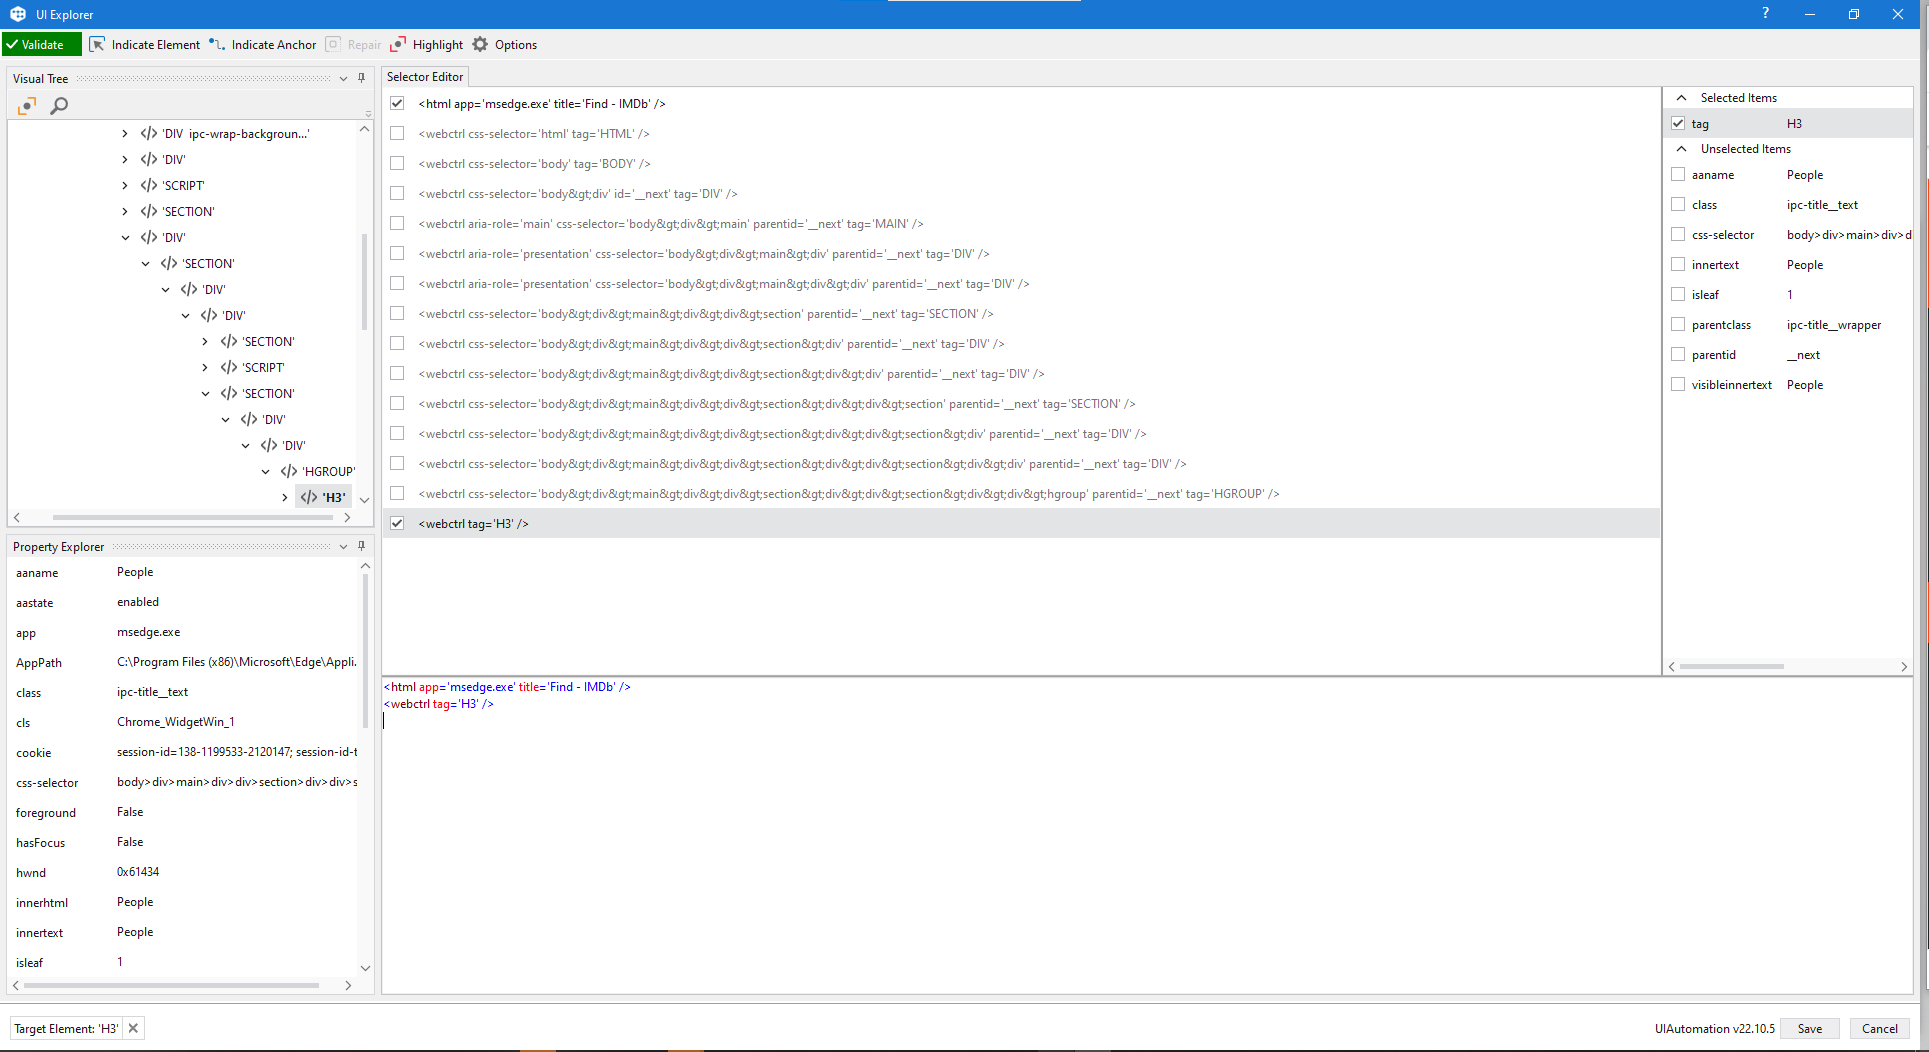 UI Explorer
?
Validate
Indicate Element
Indicate Anchor
Repair
Highlight
Options
Visual Tree
'DIV  ipc-wrap-backgroun...'
'DIV'
'SCRIPT'
'SECTION'
'DIV'
'SECTION'
'DIV'
'DIV'
'SECTION'
'SCRIPT'
'SECTION'
'DIV'
'DIV'
'HGROUP'
'H3'
Property Explorer
aaname People
aastate enabled
app msedge.exe
AppPath C:\Program Files (x86)\Microsoft\Edge\Appli.
class ipc-title__text
cls Chrome_WidgetWin_1
cookie session-id=138-1199533-2120147; session-id-t
css-selector body>div>main>div>div>section>div>div>s
foreground False
hasFocus False
hwnd 0x61434
innerhtml People
innertext People
isleaf 1
Selector Editor
<html app='msedge.exe' title='Find - IMDb' />
<webctrl css-selector='html' tag='HTML' />
<webctrl css-selector='body' tag='BODY' />
<webctrl css-selector='body&gt;div' id='__next' tag='DIV' />
<webctrl aria-role='main' css-selector='body&gt;div&gt;main' parentid='__next' tag='MAIN' />
<webctrl aria-role='presentation' css-selector='body&gt;div&gt;main&gt;div' parentid='__next' tag='DIV' />
<webctrl aria-role='presentation' css-selector='body&gt;div&gt;main&gt;div&gt;div' parentid='__next' tag='DIV' />
<webctrl css-selector='body&gt;div&gt;main&gt;div&gt;div&gt;section' parentid='__next' tag='SECTION' />
<webctrl css-selector='body&gt;div&gt;main&gt;div&gt;div&gt;section&gt;div' parentid='__next' tag='DIV' />
<webctrl css-selector='body&gt;div&gt;main&gt;div&gt;div&gt;section&gt;div&gt;div' parentid='__next' tag='DIV' />
<webctrl css-selector='body&gt;div&gt;main&gt;div&gt;div&gt;section&gt;div&gt;div&gt;section' parentid='__next' tag='SECTION' />
<webctrl css-selector='body&gt;div&gt;main&gt;div&gt;div&gt;section&gt;div&gt;div&gt;section&gt;div' parentid='__next' tag='DIV' />
<webctrl css-selector='body&gt;div&gt;main&gt;div&gt;div&gt;section&gt;div&gt;div&gt;section&gt;div&gt;div' parentid='__next' tag='DIV' />
<webctrl css-selector='body&gt;div&gt;main&gt;div&gt;div&gt;section&gt;div&gt;div&gt;section&gt;div&gt;div&gt;hgroup' parentid='__next' tag='HGROUP' />
<webctrl tag='H3' />
Selected Items
tag H3
Unselected Items
aaname People
class ipc-title__text
css-selector body>div>main>div>d
innertext People
isleaf 1
parentclass ipc-title__wrapper
parentid __next
visibleinnertext People
<html app='msedge.exe' title='Find - IMDb' />
<webctrl tag='H3' />
Target Element: 'H3'
UIAutomation v22.10.5
Save
Cancel